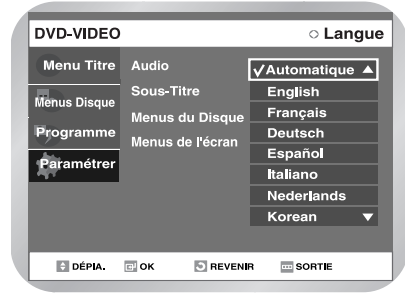 DVD-VIDEO
Langue
Menu Titre
Menus Disque
Programme
Paramétrer
Audio
Sous-Titre
Menus du Disque
Menus de l'écran
✓Automatique ▲
English
Français
Deutsch
Español
Italiano
Nederlands
Korean ▼
DÉPIA. OK REVENIR SORTIE